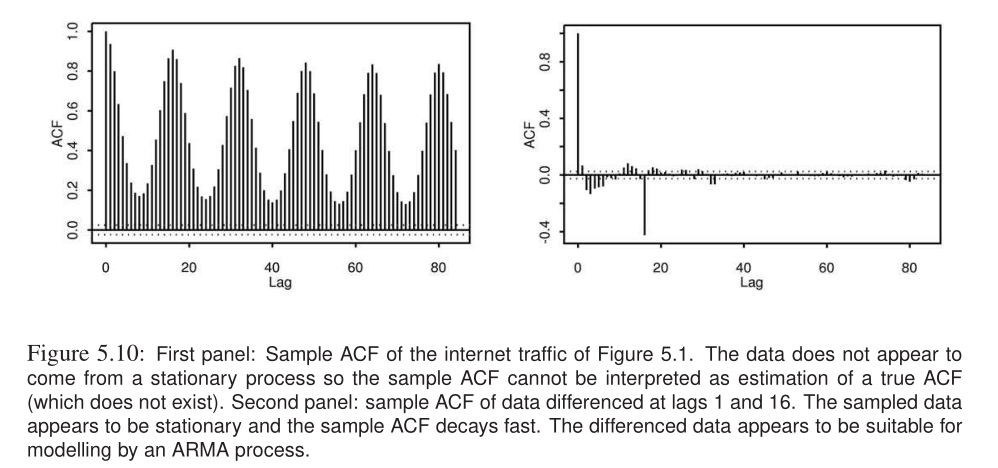 1.0
0.8
0.6
0.4
0.2
0.0
ACF
0 20 40 60 80
Lag
0.8
0.4
0.0
-0.4
ACF
0 20 40 60 80
Lag
Figure 5.10: First panel: Sample ACF of the internet traffic of Figure 5.1. The data does not appear to
come from a stationary process so the sample ACF cannot be interpreted as estimation of a true ACF
(which does not exist). Second panel: sample ACF of data differenced at lags 1 and 16. The sampled data
appears to be stationary and the sample ACF decays fast. The differenced data appears to be suitable for
modelling by an ARMA process.